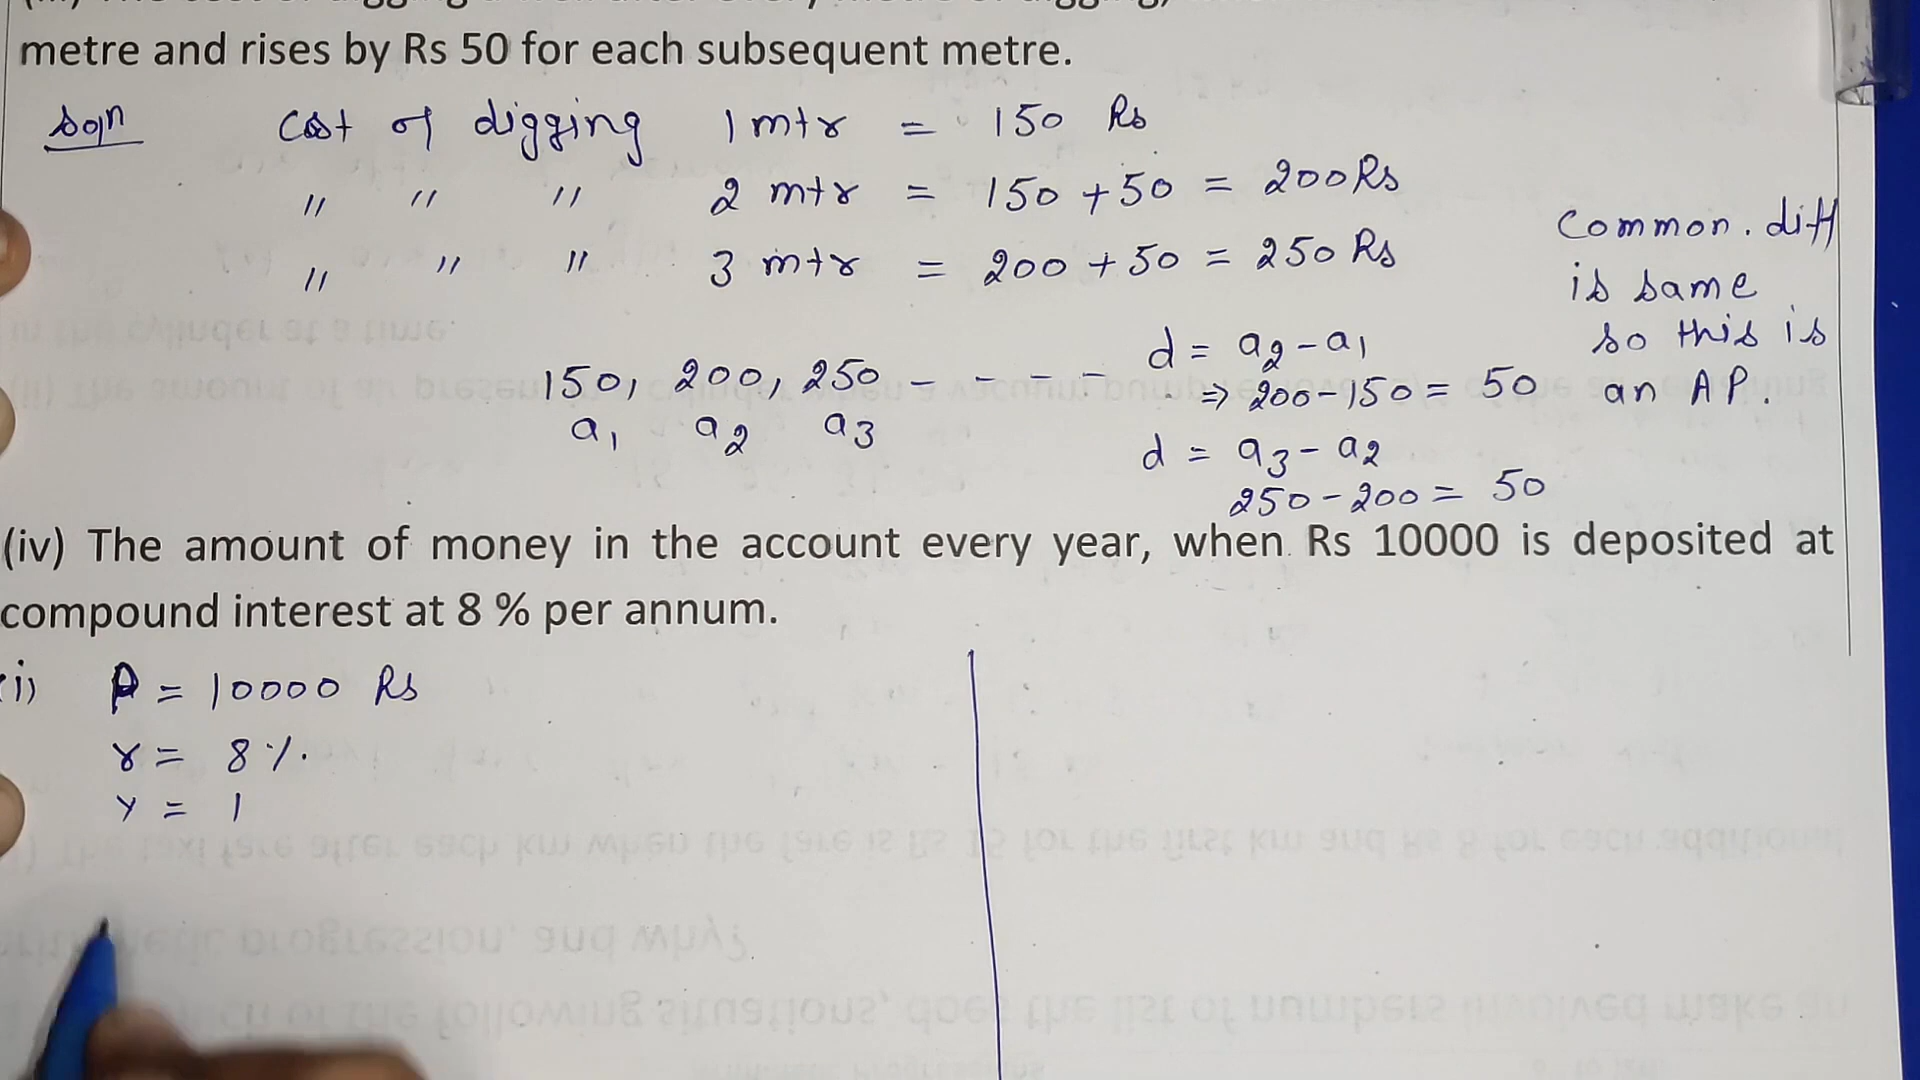 metre and rises by Rs 50 for each subsequent metre.
Soln Cost of digging 1 mtr = 150 Rs
" " " 2 mtr = 150 + 50 = 200 Rs
" " " 3 mtr = 200 + 50 = 250 Rs
Common. diff
is same
so this is
an AP.
150, 200, 250 - - - -
a1 a2 a3
d = a2 - a1
⇒ 200 - 150 = 50
d = a3 - a2
250 - 200 = 50
(iv) The amount of money in the account every year, when Rs 10000 is deposited at
compound interest at 8 % per annum.
i) P = 10000 Rs
r = 8 %.
Y = 1